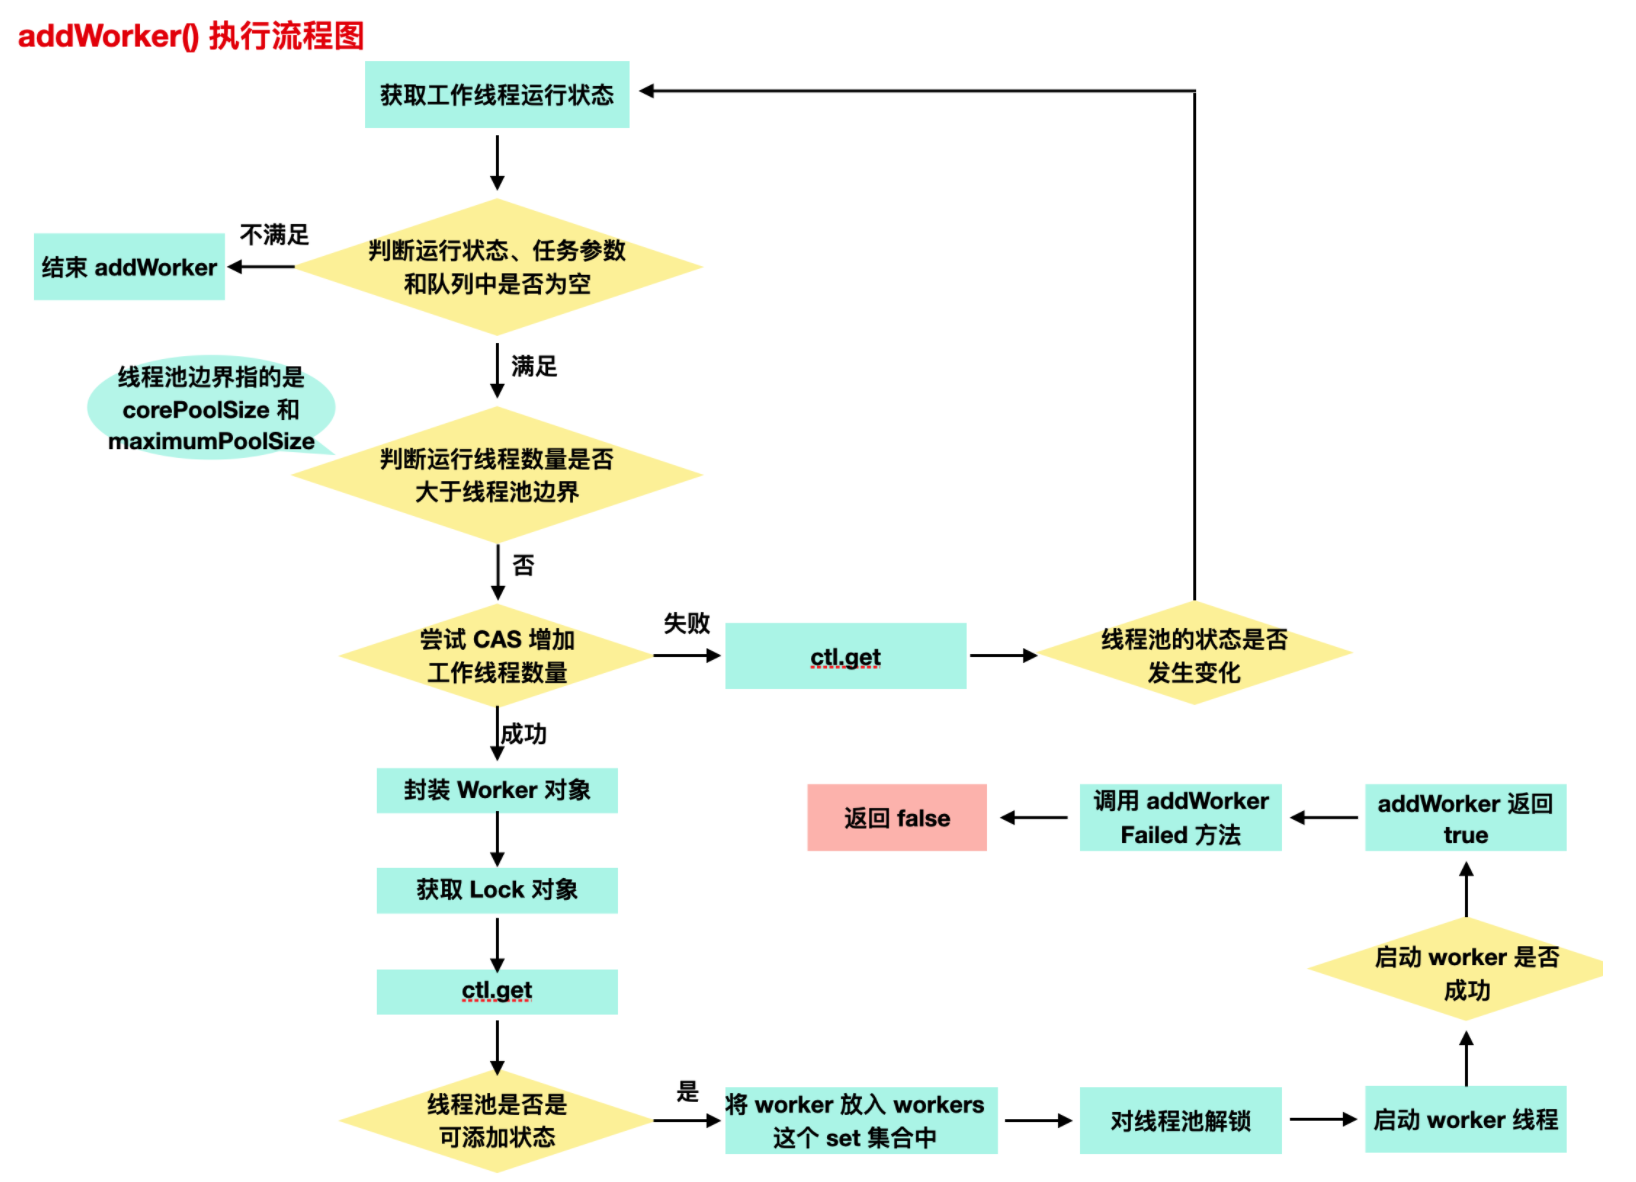 addWorker() 执行流程图
获取工作线程运行状态
判断运行状态、任务参数
和队列中是否为空
不满足
结束 addWorker
满足
线程池边界指的是
corePoolSize 和
maximumPoolSize
判断运行线程数量是否
大于线程池边界
否
尝试 CAS 增加
工作线程数量
失败
ctl.get
线程池的状态是否
发生变化
成功
封装 Worker 对象
获取 Lock 对象
ctl.get
线程池是否是
可添加状态
是
将 worker 放入 workers
这个 set 集合中
对线程池解锁
启动 worker 线程
启动 worker 是否
成功
addWorker 返回
true
调用 addWorker
Failed 方法
返回 false